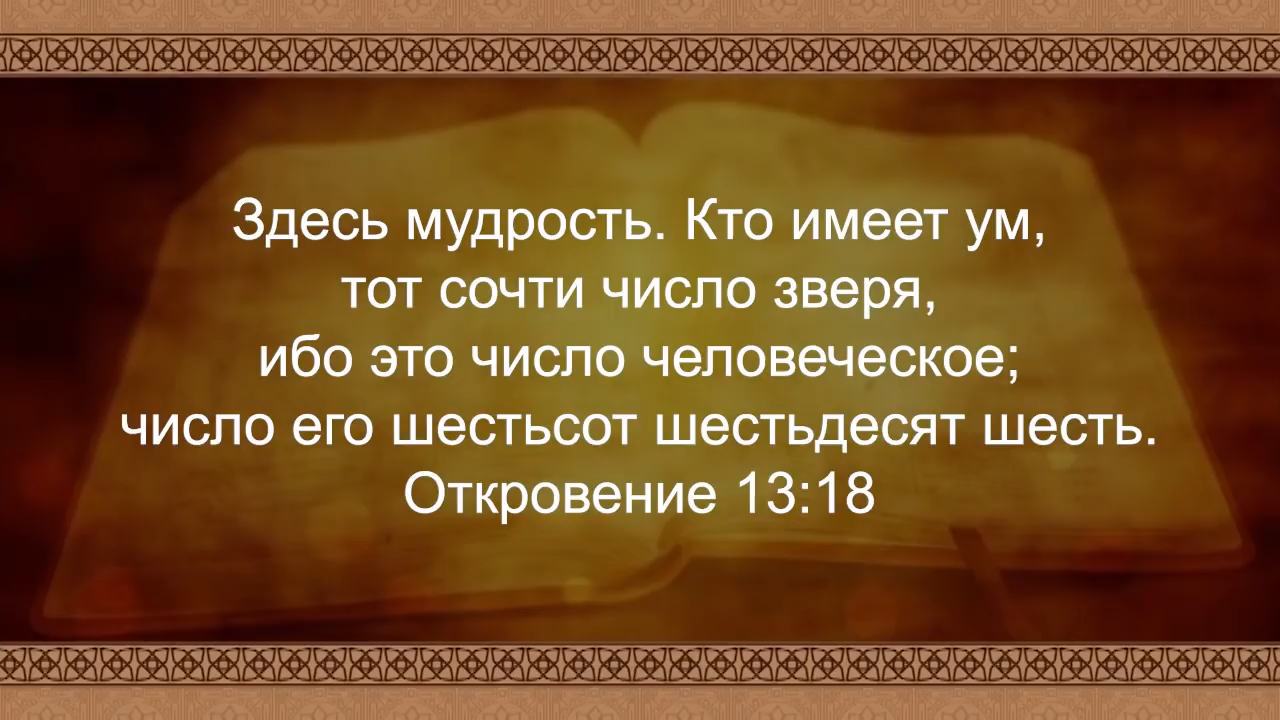 Здесь мудрость. Кто имеет ум,
тот сочти число зверя,
ибо это число человеческое;
число его шестьсот шестьдесят шесть.
Откровение 13:18